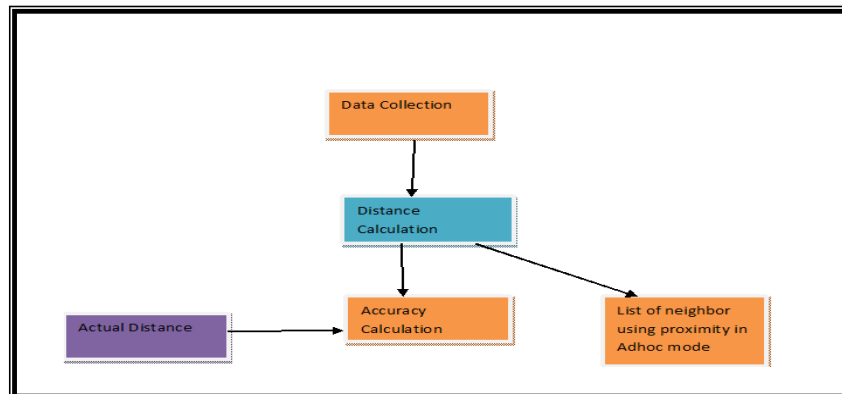 Data Collection
Distance
Calculation
Actual Distance
Accuracy
Calculation
List of neighbor
using proximity in
Adhoc mode